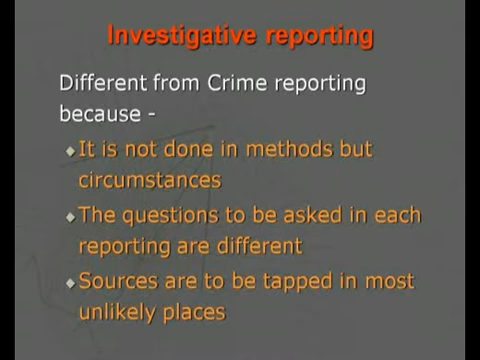 Investigative reporting
Different from Crime reporting
because -
It is not done in methods but
circumstances
The questions to be asked in each
reporting are different
Sources are to be tapped in most
unlikely places